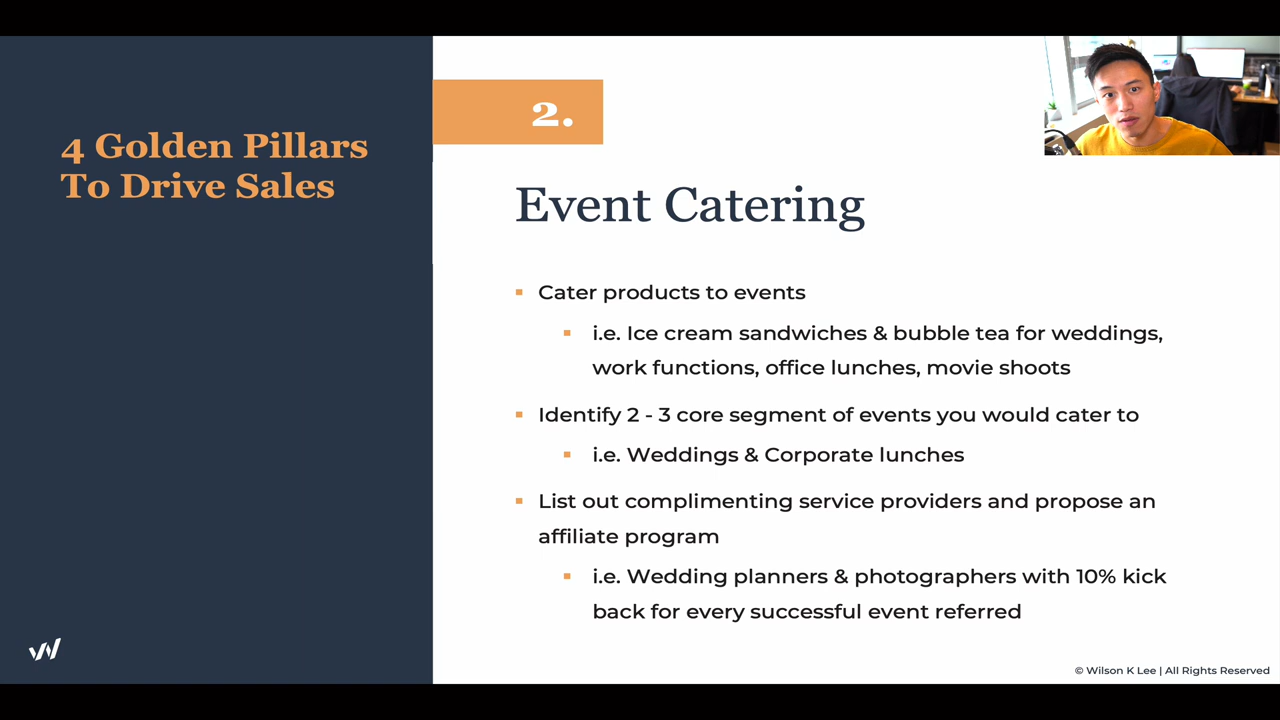 4 Golden Pillars
To Drive Sales
2.
Event Catering
Cater products to events
i.e. Ice cream sandwiches & bubble tea for weddings,
work functions, office lunches, movie shoots
Identify 2 - 3 core segment of events you would cater to
i.e. Weddings & Corporate lunches
List out complimenting service providers and propose an
affiliate program
i.e. Wedding planners & photographers with 10% kick
back for every successful event referred
© Wilson K Lee | All Rights Reserved